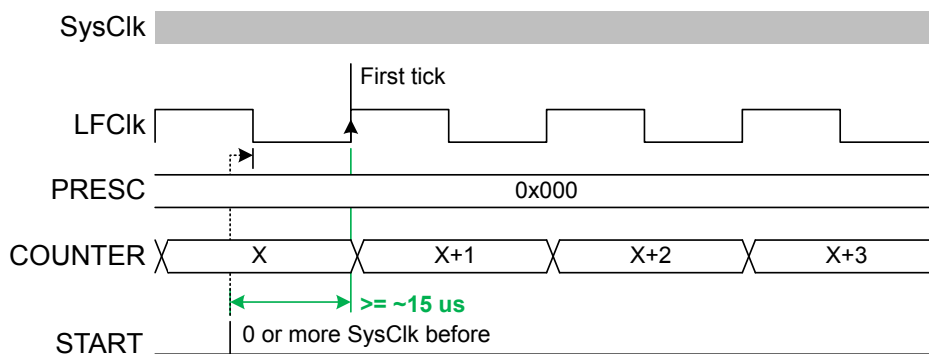 SysClk
First tick
LFClk
PRESC
0x000
COUNTER
X
X+1
X+2
X+3
>= ~15 us
0 or more SysClk before
START